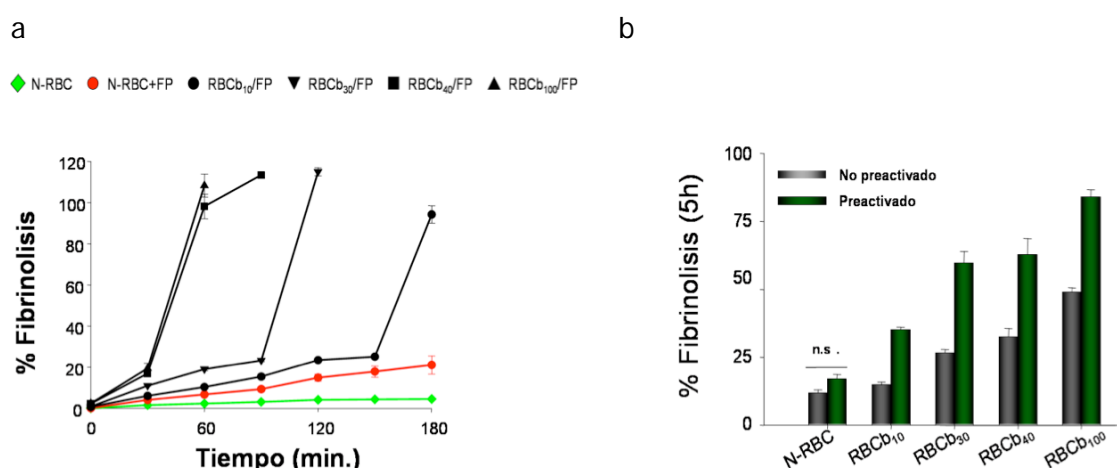 a
b
N-RBC N-RBC+FP RBCb₁₀/FP RBCb₃₀/FP RBCb₄₀/FP RBCb₁₀₀/FP
% Fibrinolisis
120
100
80
60
40
20
0
0 60 120 180
Tiempo (min.)
% Fibrinolisis (5h)
100
75
50
25
0
No preactivado
Preactivado
n.s.
N-RBC RBCb₁₀ RBCb₃₀ RBCb₄₀ RBCb₁₀₀